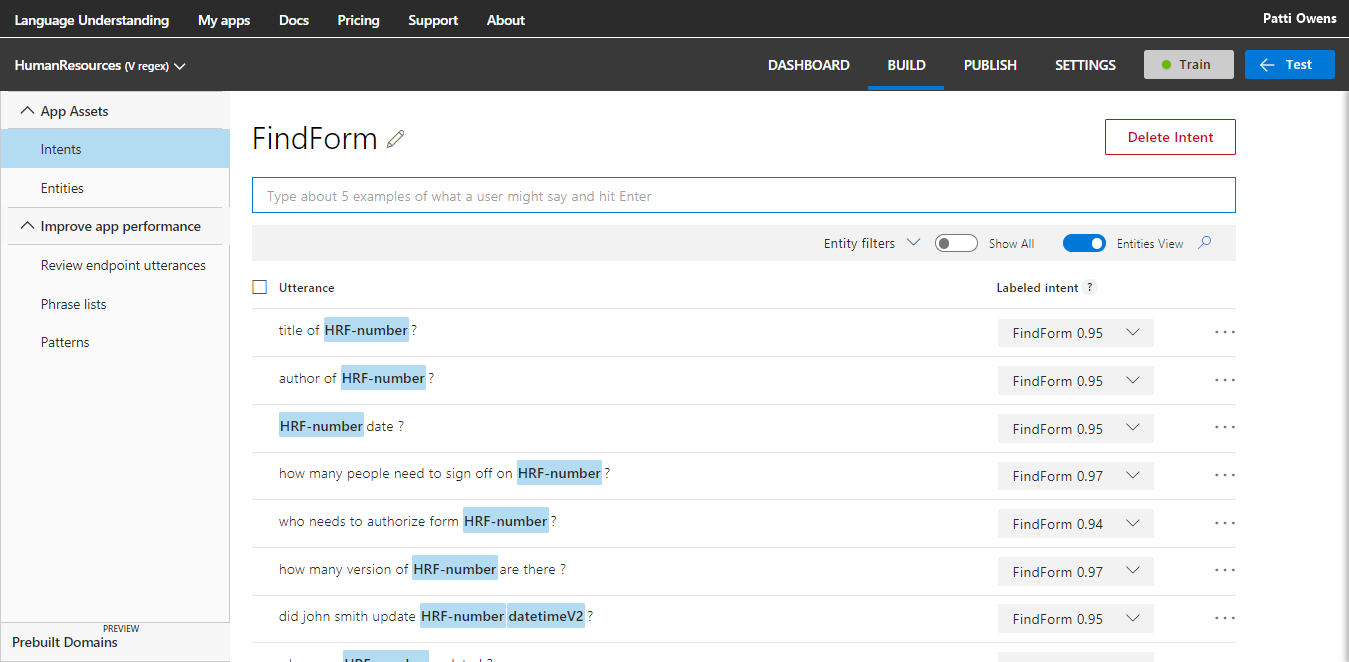 Language Understanding My apps Docs Pricing Support About Patti Owens
HumanResources (V regex) DASHBOARD BUILD PUBLISH SETTINGS Train Test
App Assets
Intents
Entities
Improve app performance
Review endpoint utterances
Phrase lists
Patterns
PREVIEW
Prebuilt Domains
FindForm Delete Intent
Type about 5 examples of what a user might say and hit Enter
Entity filters Show All Entities View
Utterance Labeled intent ?
title of HRF-number ? FindForm 0.95
author of HRF-number ? FindForm 0.95
HRF-number date ? FindForm 0.95
how many people need to sign off on HRF-number ? FindForm 0.97
who needs to authorize form HRF-number ? FindForm 0.94
how many version of HRF-number are there ? FindForm 0.97
did john smith update HRF-number datetimeV2 ? FindForm 0.95
HRF-number